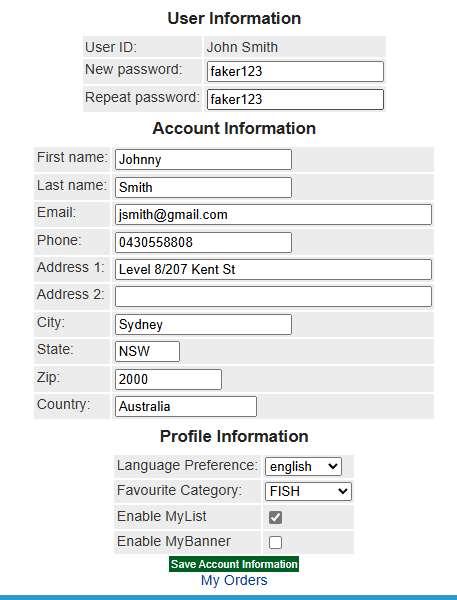 User Information
User ID: John Smith
New password: faker123
Repeat password: faker123
Account Information
First name: Johnny
Last name: Smith
Email: jsmith@gmail.com
Phone: 0430558808
Address 1: Level 8/207 Kent St
Address 2:
City: Sydney
State: NSW
Zip: 2000
Country: Australia
Profile Information
Language Preference: english
Favourite Category: FISH
Enable MyList
Enable MyBanner
Save Account Information
My Orders